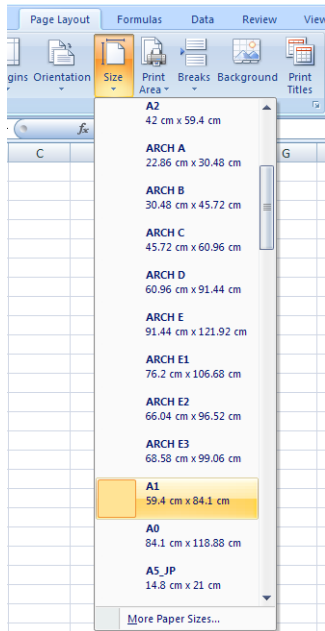 Page Layout Formulas Data Review View
gins Orientation Size Print Area Breaks Background Print Titles
fx
C G
A2
42 cm x 59.4 cm
ARCH A
22.86 cm x 30.48 cm
ARCH B
30.48 cm x 45.72 cm
ARCH C
45.72 cm x 60.96 cm
ARCH D
60.96 cm x 91.44 cm
ARCH E
91.44 cm x 121.92 cm
ARCH E1
76.2 cm x 106.68 cm
ARCH E2
66.04 cm x 96.52 cm
ARCH E3
68.58 cm x 99.06 cm
A1
59.4 cm x 84.1 cm
A0
84.1 cm x 118.88 cm
A5_JP
14.8 cm x 21 cm
More Paper Sizes...